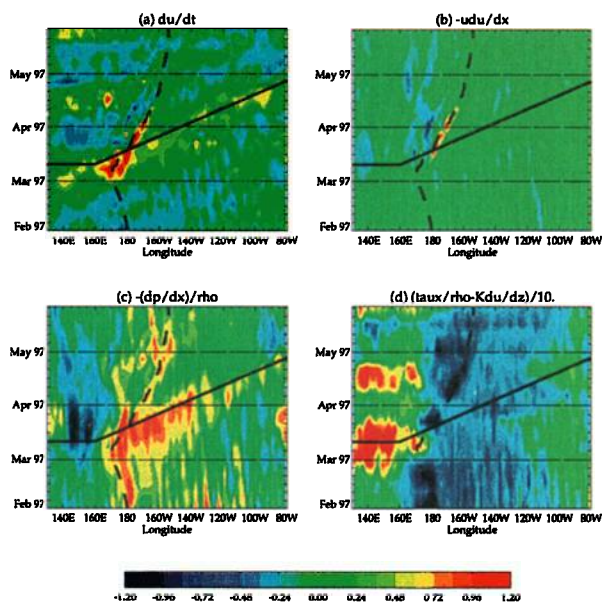 (a) du/dt
(b) -udu/dx
May 97
Apr 97
Mar 97
Feb 97
140E 160E 180 160W 140W 120W 100W 80W
Longitude
May 97
Apr 97
Mar 97
Feb 97
140E 160E 180 160W 140W 120W 100W 80W
Longitude
(c) -(dp/dx)/rho
(d) (taux/rho-Kdu/dz)/10.
May 97
Apr 97
Mar 97
Feb 97
140E 160E 180 160W 140W 120W 100W 80W
Longitude
May 97
Apr 97
Mar 97
Feb 97
140E 160E 180 160W 140W 120W 100W 80W
Longitude
-1.20 -0.96 -0.72 -0.48 -0.24 0.00 0.24 0.48 0.72 0.96 1.20